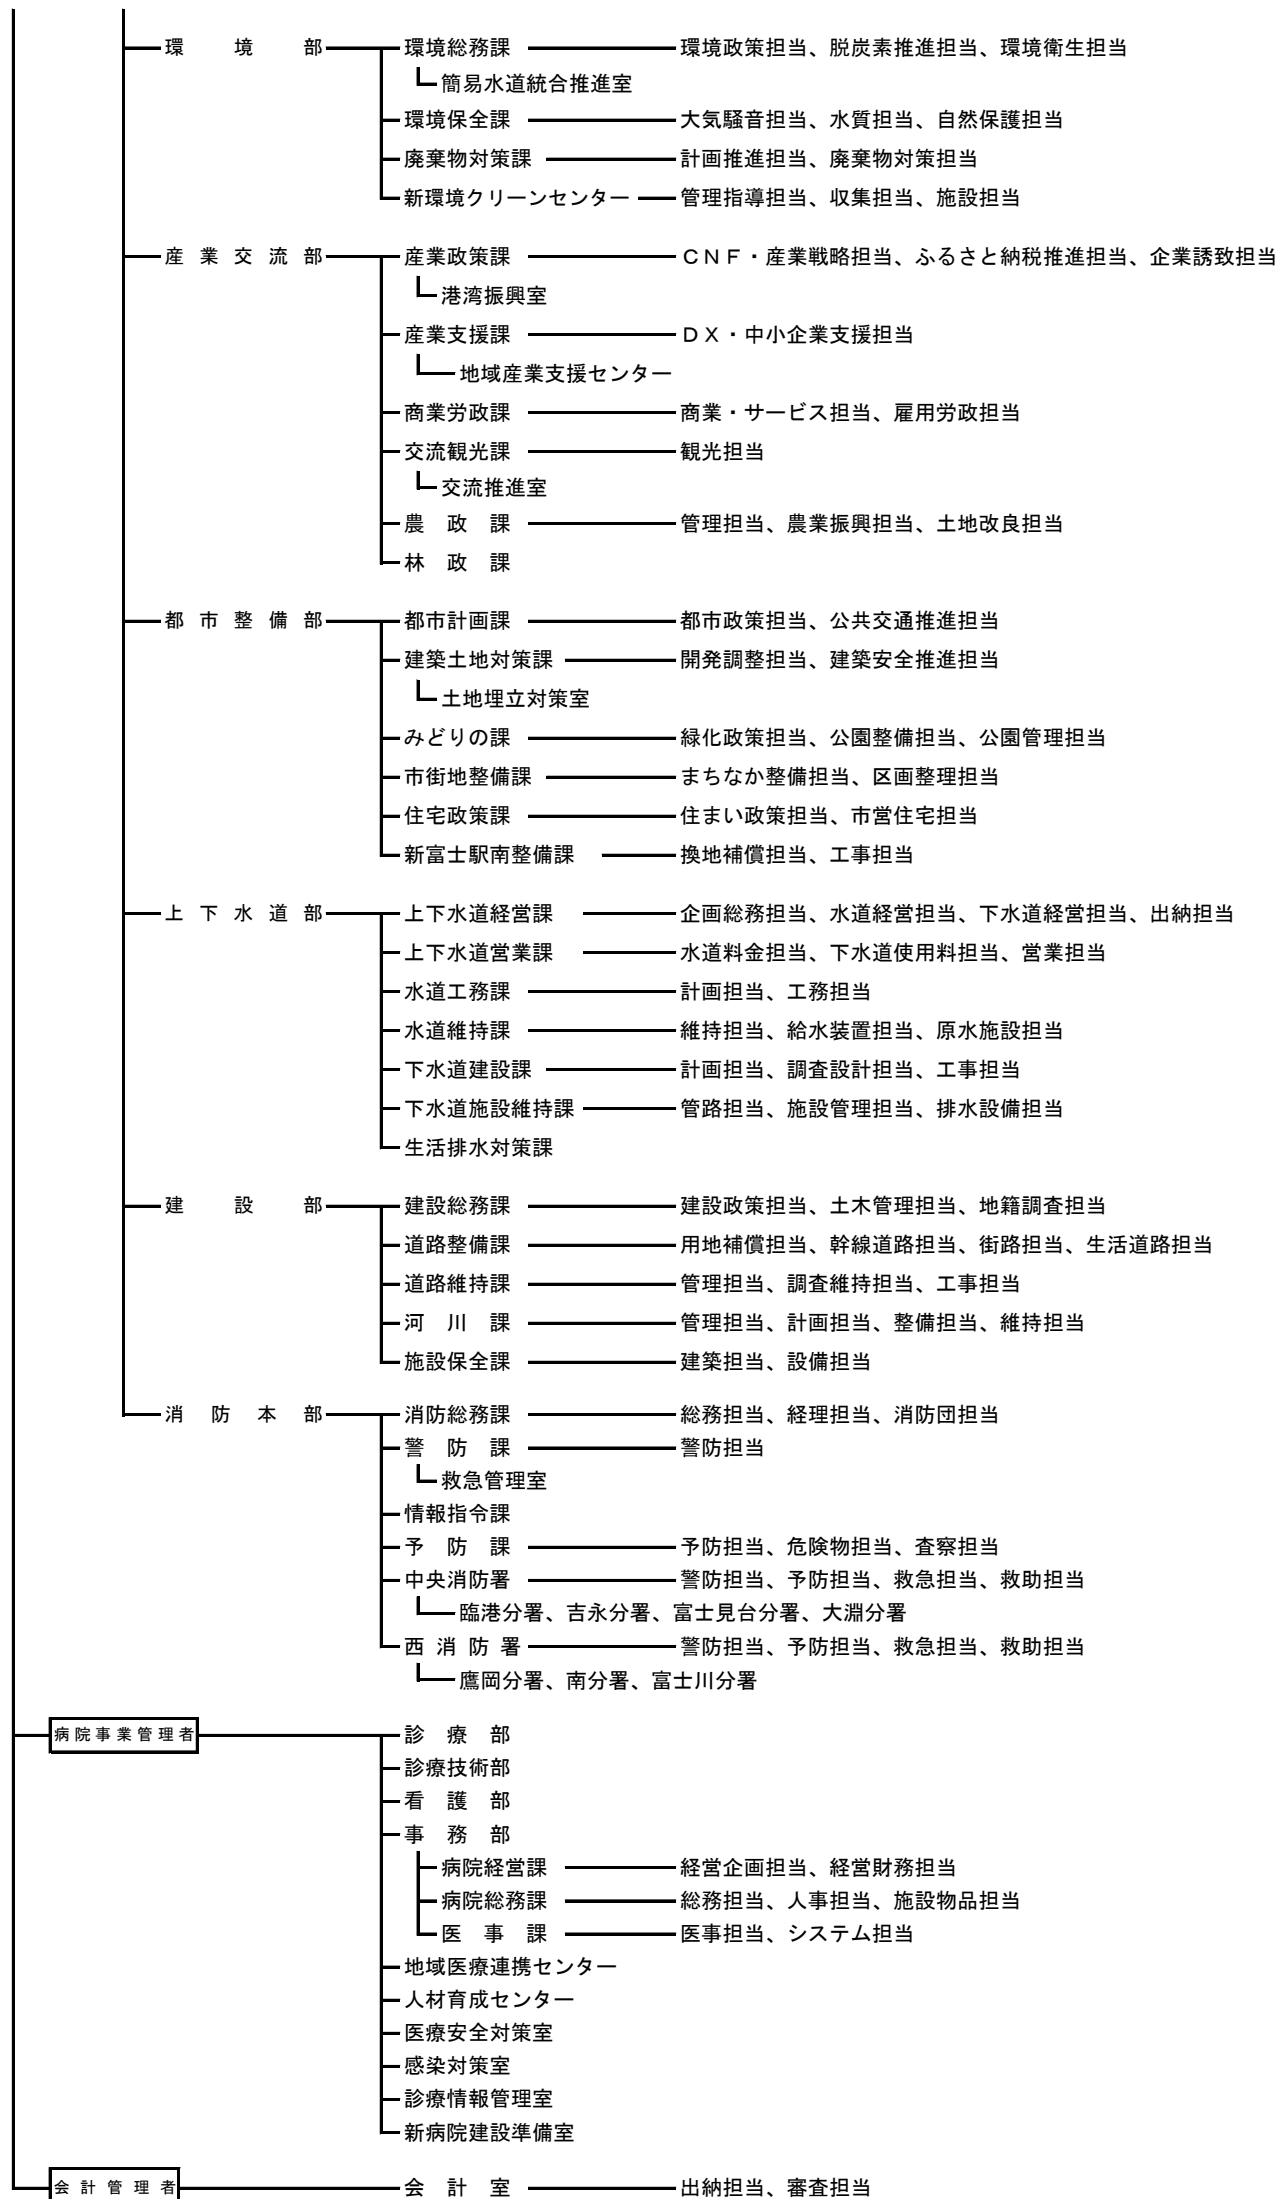 環境部 環境総務課 環境政策担当、脱炭素推進担当、環境衛生担当
簡易水道統合推進室
環境保全課 大気騒音担当、水質担当、自然保護担当
廃棄物対策課 計画推進担当、廃棄物対策担当
新環境クリーンセンター 管理指導担当、収集担当、施設担当
産業交流部 産業政策課 ＣＮＦ・産業戦略担当、ふるさと納税推進担当、企業誘致担当
港湾振興室
産業支援課 ＤＸ・中小企業支援担当
地域産業支援センター
商業労政課 商業・サービス担当、雇用労政担当
交流観光課 観光担当
交流推進室
農政課 管理担当、農業振興担当、土地改良担当
林政課
都市整備部 都市計画課 都市政策担当、公共交通推進担当
建築土地対策課 開発調整担当、建築安全推進担当
土地埋立対策室
みどりの課 緑化政策担当、公園整備担当、公園管理担当
市街地整備課 まちなか整備担当、区画整理担当
住宅政策課 住まい政策担当、市営住宅担当
新富士駅南整備課 換地補償担当、工事担当
上下水道部 上下水道経営課 企画総務担当、水道経営担当、下水道経営担当、出納担当
上下水道営業課 水道料金担当、下水道使用料担当、営業担当
水道工務課 計画担当、工務担当
水道維持課 維持担当、給水装置担当、原水施設担当
下水道建設課 計画担当、調査設計担当、工事担当
下水道施設維持課 管路担当、施設管理担当、排水設備担当
生活排水対策課
建設部 建設総務課 建設政策担当、土木管理担当、地籍調査担当
道路整備課 用地補償担当、幹線道路担当、街路担当、生活道路担当
道路維持課 管理担当、調査維持担当、工事担当
河川課 管理担当、計画担当、整備担当、維持担当
施設保全課 建築担当、設備担当
消防本部 消防総務課 総務担当、経理担当、消防団担当
警防課 警防担当
救急管理室
情報指令課
予防課 予防担当、危険物担当、査察担当
中央消防署 警防担当、予防担当、救急担当、救助担当
臨港分署、吉永分署、富士見台分署、大淵分署
西消防署 警防担当、予防担当、救急担当、救助担当
鷹岡分署、南分署、富士川分署
病院事業管理者 診療部
診療技術部
看護部
事務部
病院経営課 経営企画担当、経営財務担当
病院総務課 総務担当、人事担当、施設物品担当
医事課 医事担当、システム担当
地域医療連携センター
人材育成センター
医療安全対策室
感染対策室
診療情報管理室
新病院建設準備室
会計管理者 会計室 出納担当、審査担当